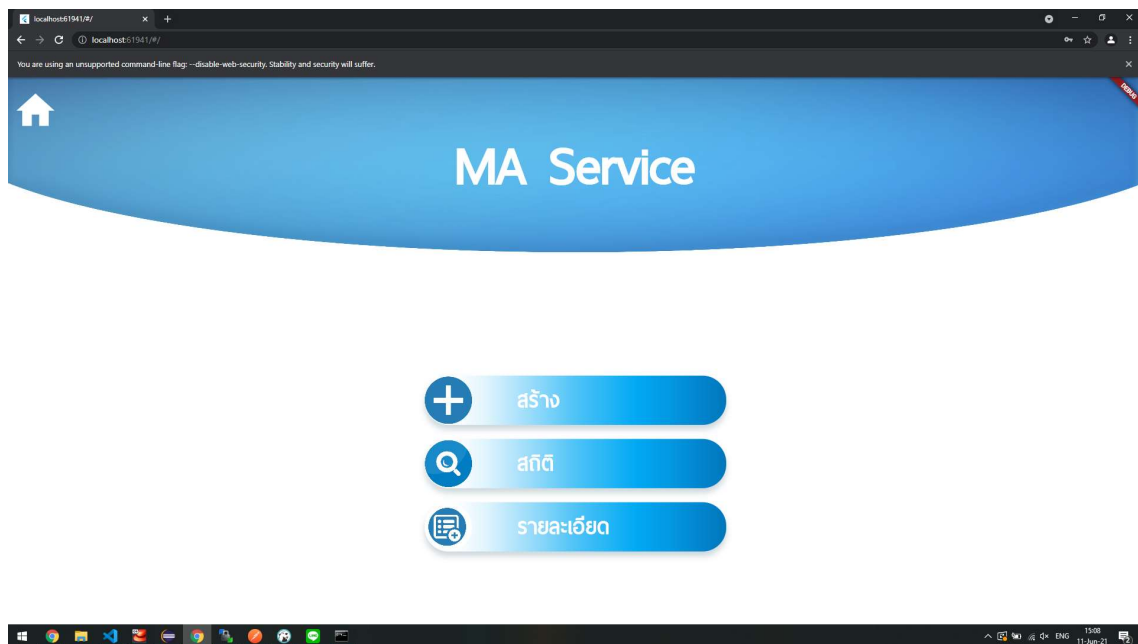 localhost:61941/#/
localhost:61941/#/
You are using an unsupported command-line flag: --disable-web-security. Stability and security will suffer.
DEBUG
MA Service
สร้าง
สถิติ
รายละเอียด
ENG
15:08
11-Jun-21